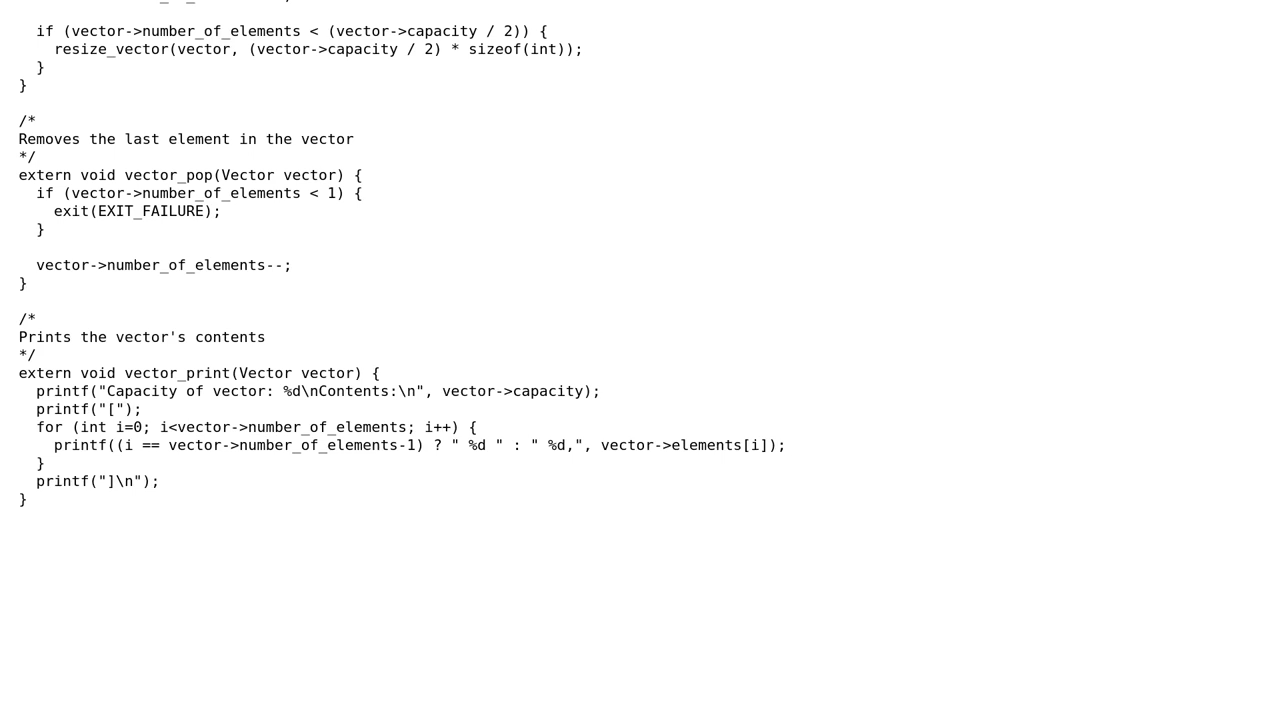 if (vector->number_of_elements < (vector->capacity / 2)) {
    resize_vector(vector, (vector->capacity / 2) * sizeof(int));
  }
}

/*
Removes the last element in the vector
*/
extern void vector_pop(Vector vector) {
  if (vector->number_of_elements < 1) {
    exit(EXIT_FAILURE);
  }

  vector->number_of_elements--;
}

/*
Prints the vector's contents
*/
extern void vector_print(Vector vector) {
  printf("Capacity of vector: %d\nContents:\n", vector->capacity);
  printf("[");
  for (int i=0; i<vector->number_of_elements; i++) {
    printf((i == vector->number_of_elements-1) ? " %d " : " %d,", vector->elements[i]);
  }
  printf("]\n");
}